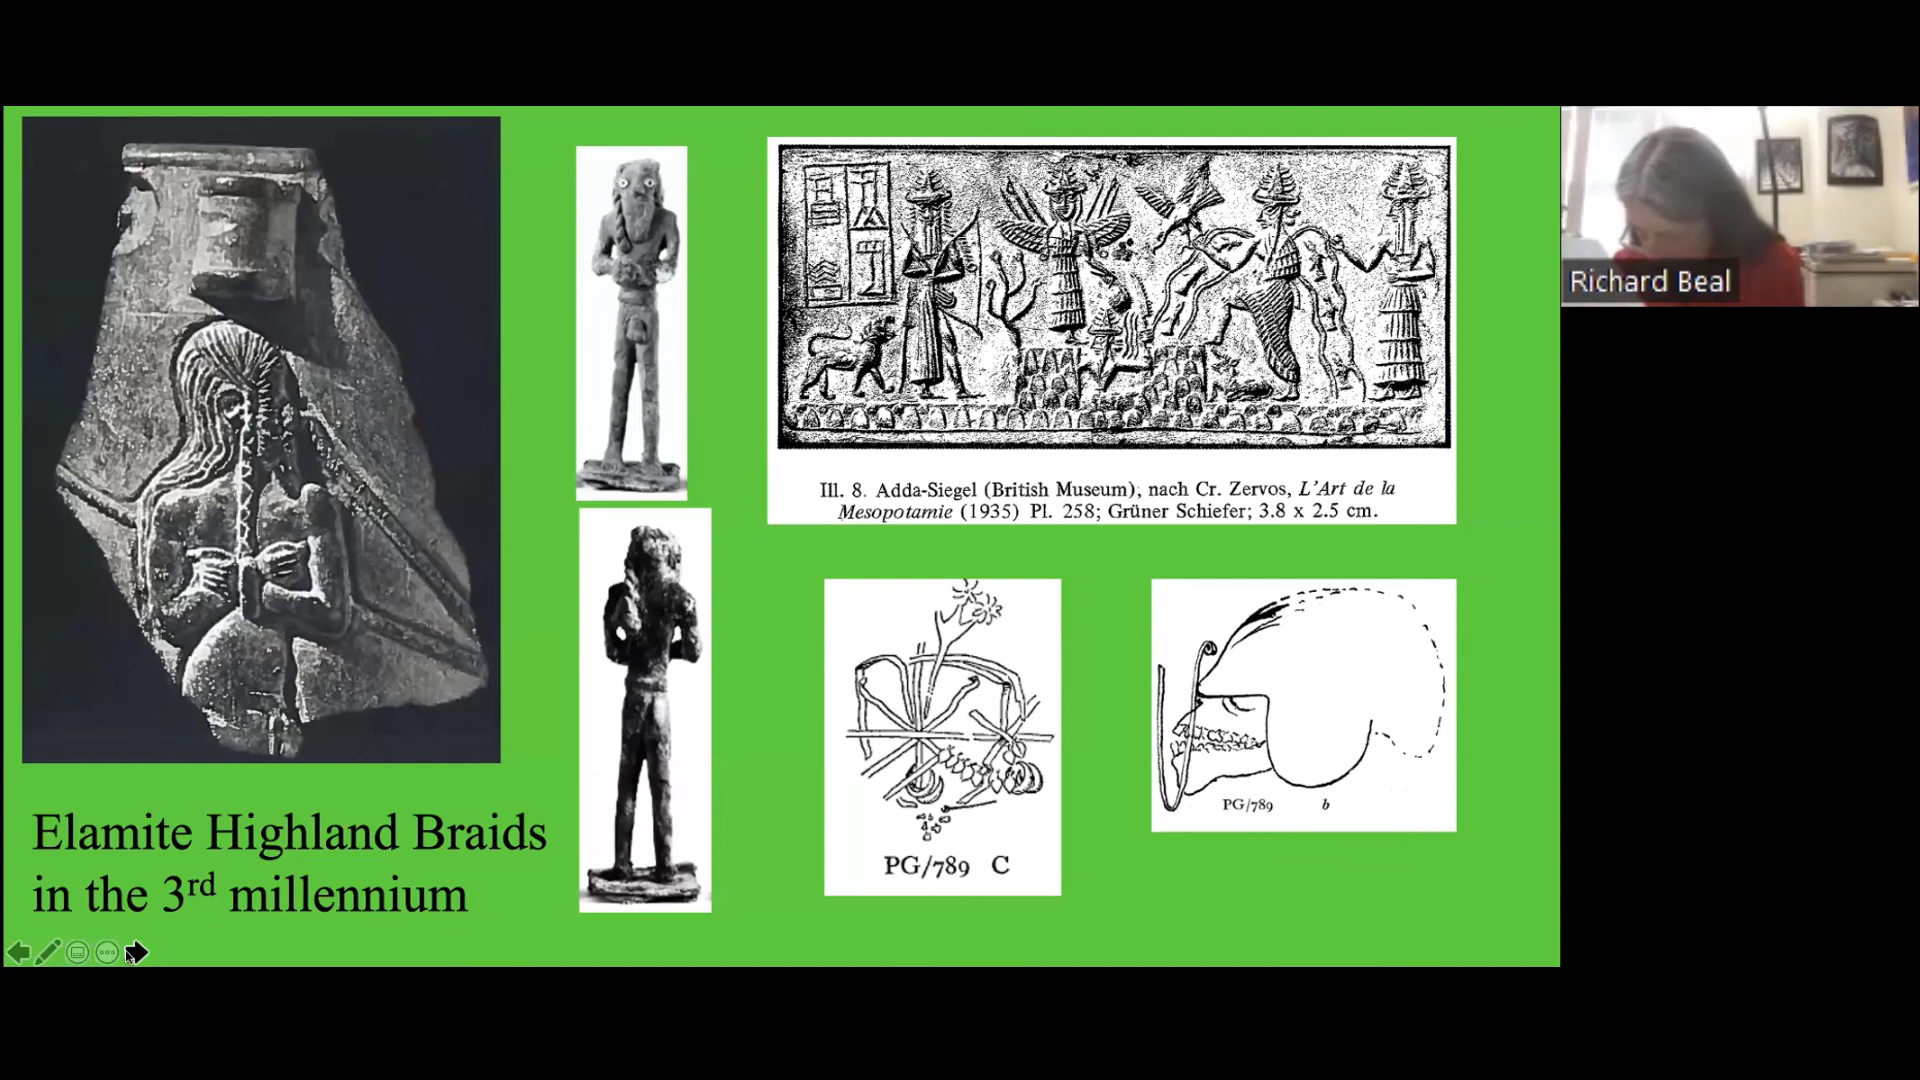 Ill. 8. Adda-Siegel (British Museum), nach Cr. Zervos, L'Art de la
Mesopotamie (1935) Pl. 258; Grüner Schiefer; 3.8 x 2.5 cm.
PG/789 C
PG/789 b
Elamite Highland Braids
in the 3rd millennium
Richard Beal